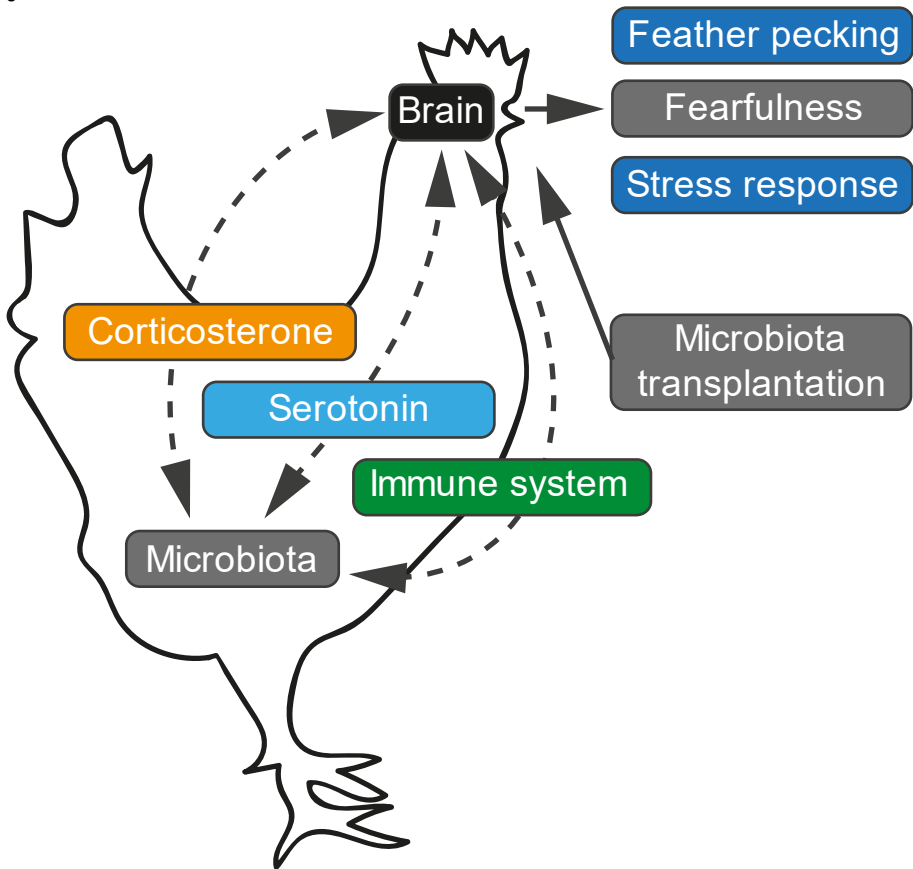 Feather pecking
Brain
Fearfulness
Stress response
Corticosterone
Microbiota
transplantation
Serotonin
Immune system
Microbiota